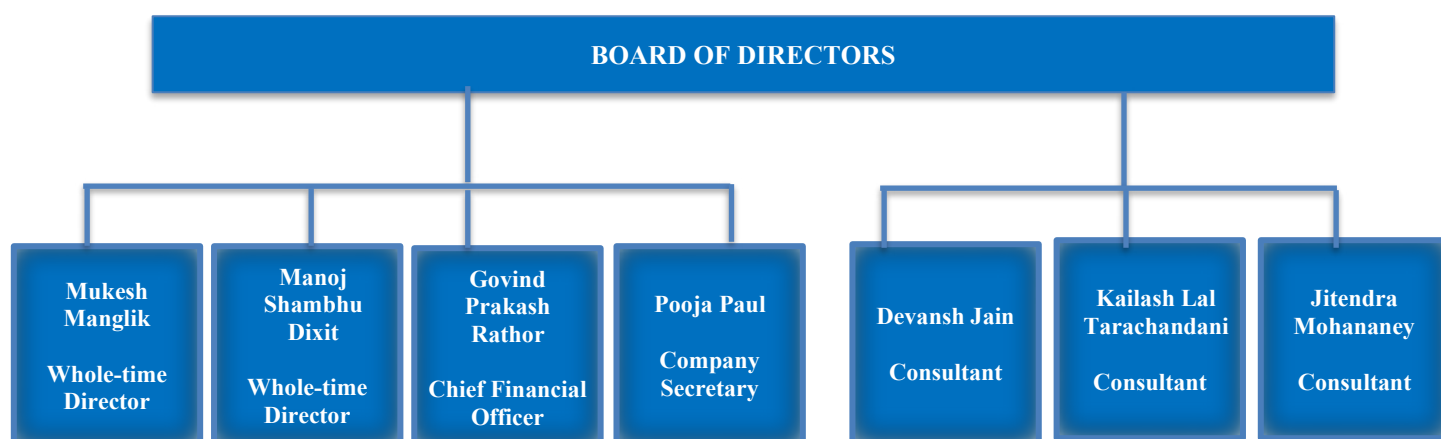 BOARD OF DIRECTORS
Mukesh
Manglik
Whole-time
Director
Manoj
Shambhu
Dixit
Whole-time
Director
Govind
Prakash
Rathor
Chief Financial
Officer
Pooja Paul
Company
Secretary
Devansh Jain
Consultant
Kailash Lal
Tarachandani
Consultant
Jitendra
Mohananey
Consultant